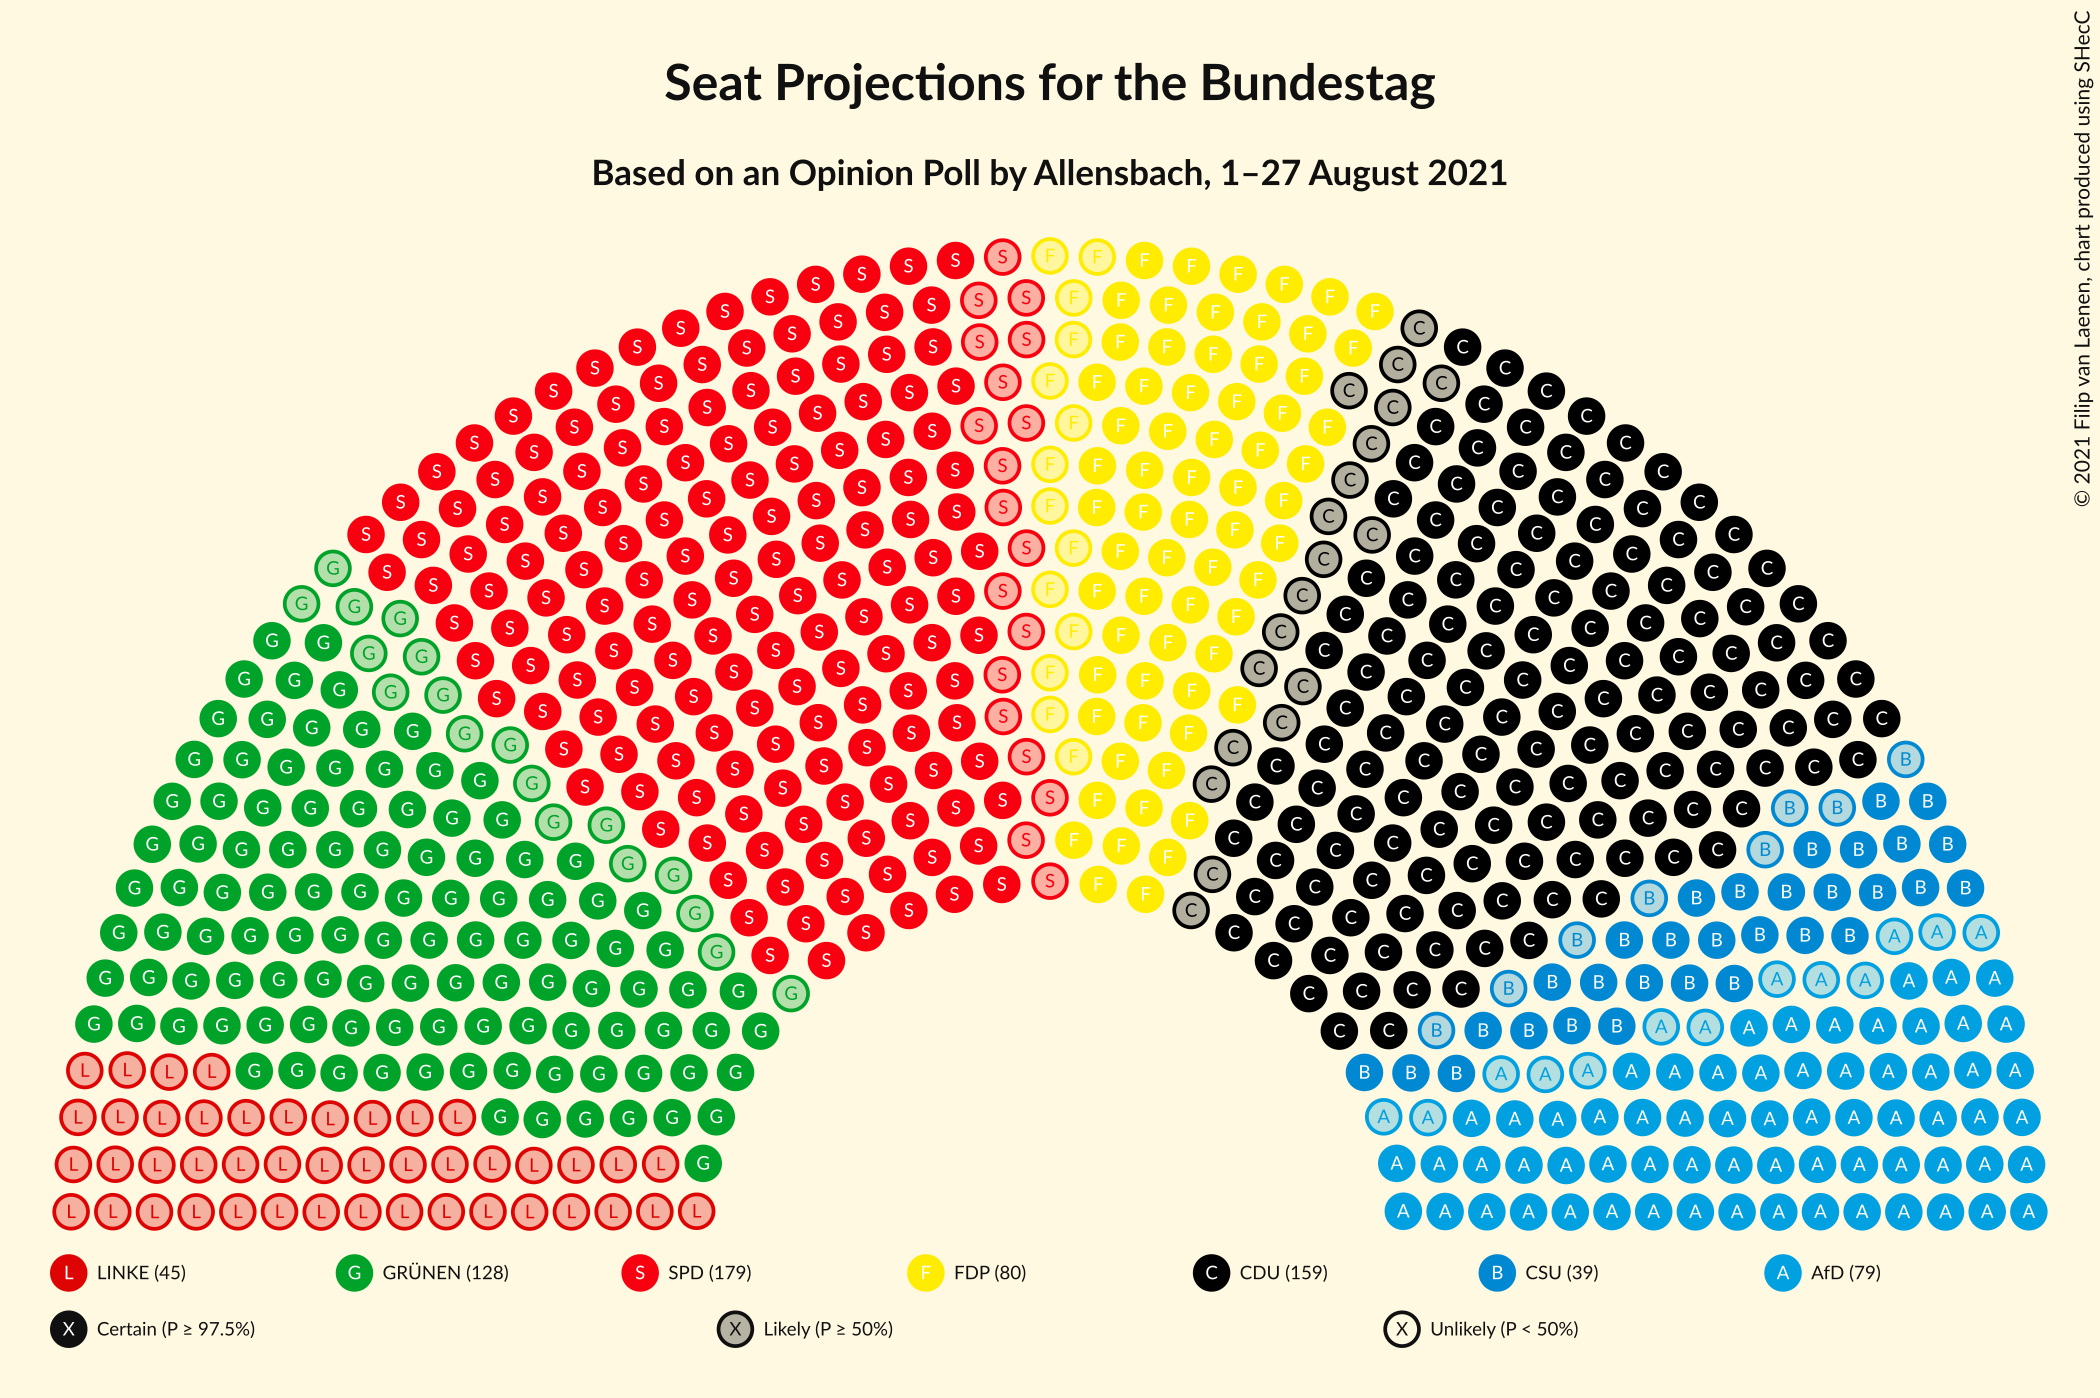 Seat Projections for the Bundestag
Based on an Opinion Poll by Allensbach, 1–27 August 2021
© 2021 Filip van Laenen, chart produced using SHecC
L LINKE (45)
G GRÜNEN (128)
S SPD (179)
F FDP (80)
C CDU (159)
B CSU (39)
A AfD (79)
X Certain (P ≥ 97.5%)
X Likely (P ≥ 50%)
X Unlikely (P < 50%)